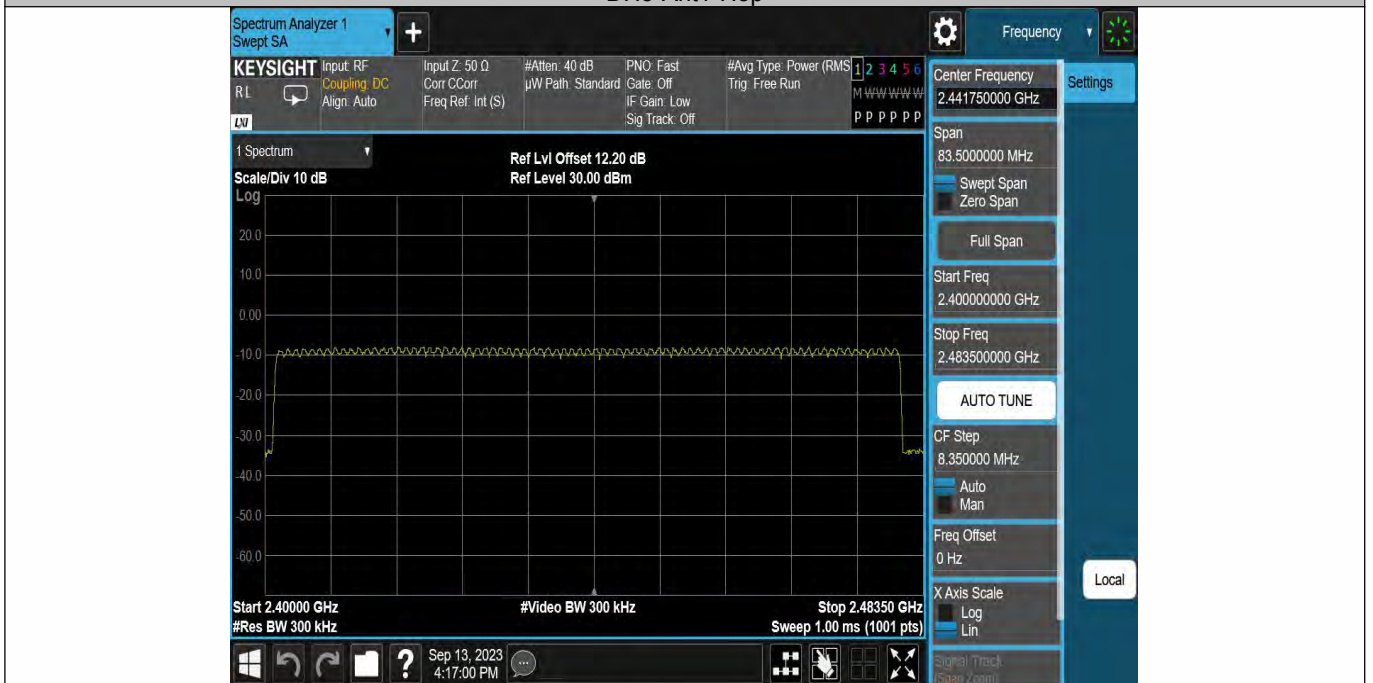 Spectrum Analyzer 1
Swept SA
+
Frequency
KEYSIGHT
RL
LXI
Input: RF
Coupling: DC
Align: Auto
Input Z: 50 Ω
Corr CCorr
Freq Ref: Int (S)
#Atten: 40 dB
µW Path: Standard
PNO: Fast
Gate: Off
IF Gain: Low
Sig Track: Off
#Avg Type: Power (RMS
Trig: Free Run
1 2 3 4 5 6
M W W W W W
P P P P P P
1 Spectrum
Scale/Div 10 dB
Log
Ref Lvl Offset 12.20 dB
Ref Level 30.00 dBm
20.0
10.0
0.00
-10.0
-20.0
-30.0
-40.0
-50.0
-60.0
Start 2.40000 GHz
#Res BW 300 kHz
#Video BW 300 kHz
Stop 2.48350 GHz
Sweep 1.00 ms (1001 pts)
Center Frequency
2.441750000 GHz
Settings
Span
83.5000000 MHz
Swept Span
Zero Span
Full Span
Start Freq
2.400000000 GHz
Stop Freq
2.483500000 GHz
AUTO TUNE
CF Step
8.350000 MHz
Auto
Man
Freq Offset
0 Hz
X Axis Scale
Log
Lin
Signal Track
(Span Zoom)
Local
?
Sep 13, 2023
4:17:00 PM